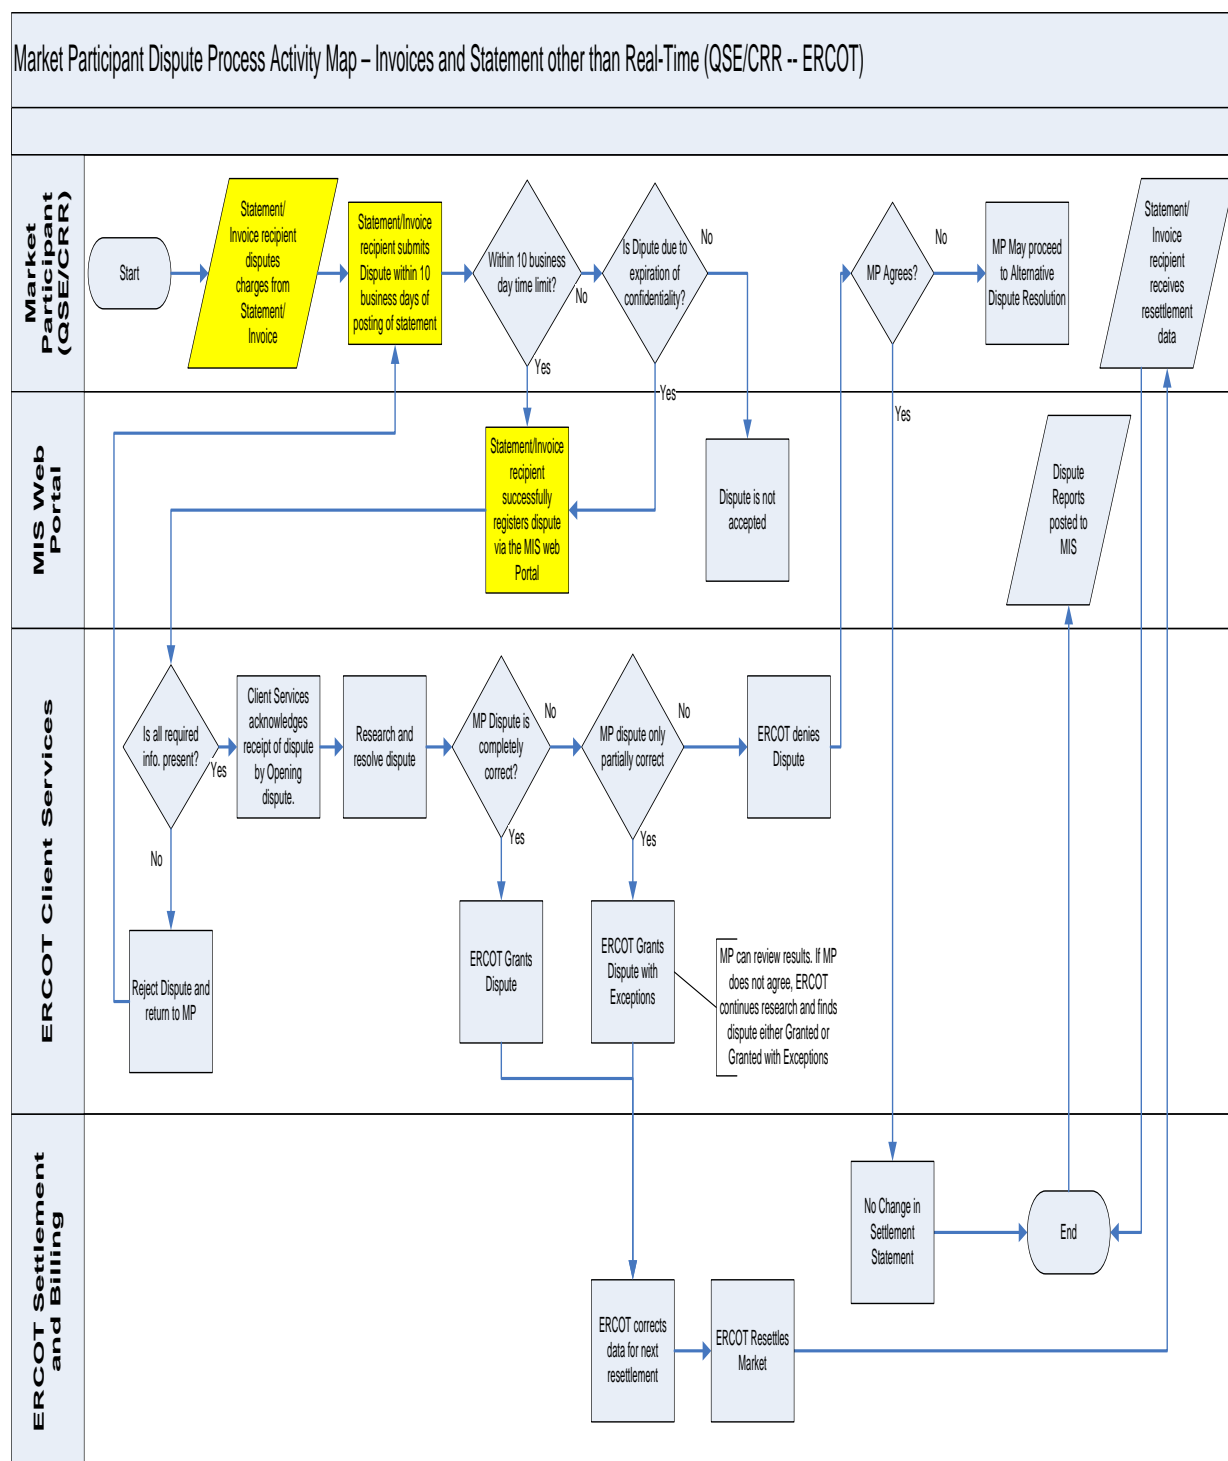 Market Participant Dispute Process Activity Map – Invoices and Statement other than Real-Time (QSE/CRR -- ERCOT)
Market
Participant
(QSE/CRR)
Start
Statement/
Invoice recipient
disputes
charges from
Statement/
Invoice
Statement/Invoice
recipient submits
Dispute within 10
business days of
posting of statement
Within 10 business
day time limit?
No
Yes
Is Dipute due to
expiration of
confidentiality?
No
Yes
MP Agrees?
No
Yes
MP May proceed
to Alternative
Dispute Resolution
Statement/
Invoice
recipient
receives
resettlement
data
MIS Web
Portal
Statement/Invoice
recipient
successfully
registers dispute
via the MIS web
Portal
Dispute is not
accepted
Dispute
Reports
posted to
MIS
ERCOT Client Services
Is all required
info. present?
Yes
No
Client Services
acknowledges
receipt of dispute
by Opening
dispute.
Research and
resolve dispute
MP Dispute is
completely
correct?
No
Yes
MP dispute only
partially correct
No
Yes
ERCOT denies
Dispute
Reject Dispute and
return to MP
ERCOT Grants
Dispute
ERCOT Grants
Dispute with
Exceptions
MP can review results. If MP
does not agree, ERCOT
continues research and finds
dispute either Granted or
Granted with Exceptions
ERCOT Settlement
and Billing
No Change in
Settlement
Statement
End
ERCOT corrects
data for next
resettlement
ERCOT Resettles
Market